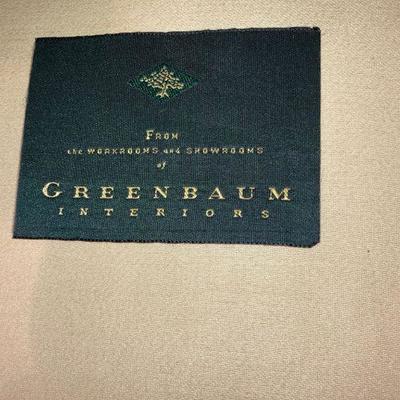 FROM
the WORKROOMS and SHOWROOMS
of
GREENBAUM
INTERIORS